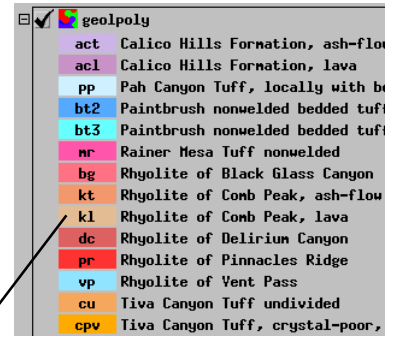 geolpoly
act Calico Hills Formation, ash-flow
acl Calico Hills Formation, lava
pp Pah Canyon Tuff, locally with
bt2 Paintbrush nonwelded bedded tuff
bt3 Paintbrush nonwelded bedded tuff
mr Rainer Mesa Tuff nonwelded
bg Rhyolite of Black Glass Canyon
kt Rhyolite of Comb Peak, ash-flow
kl Rhyolite of Comb Peak, lava
dc Rhyolite of Delirium Canyon
pr Rhyolite of Pinnacles Ridge
vp Rhyolite of Vent Pass
cu Tiva Canyon Tuff undivided
cpv Tiva Canyon Tuff, crystal-poor,